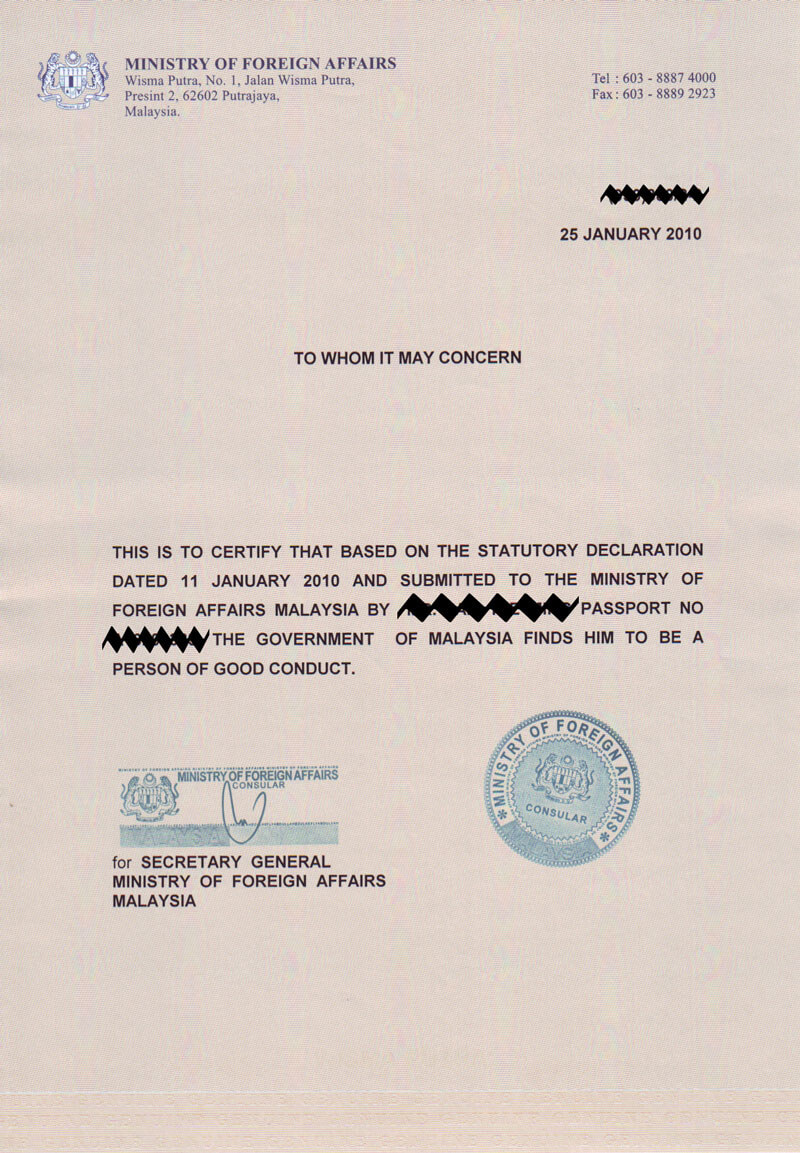 MINISTRY OF FOREIGN AFFAIRS
Wisma Putra, No. 1, Jalan Wisma Putra,
Presint 2, 62602 Putrajaya,
Malaysia.
Tel : 603 - 8887 4000
Fax : 603 - 8889 2923
25 JANUARY 2010
TO WHOM IT MAY CONCERN
THIS IS TO CERTIFY THAT BASED ON THE STATUTORY DECLARATION
DATED 11 JANUARY 2010 AND SUBMITTED TO THE MINISTRY OF
FOREIGN AFFAIRS MALAYSIA BY PASSPORT NO
THE GOVERNMENT OF MALAYSIA FINDS HIM TO BE A
PERSON OF GOOD CONDUCT.
MINISTRY OF FOREIGN AFFAIRS
CONSULAR
for SECRETARY GENERAL
MINISTRY OF FOREIGN AFFAIRS
MALAYSIA
*MINISTRY OF FOREIGN AFFAIRS*
CONSULAR